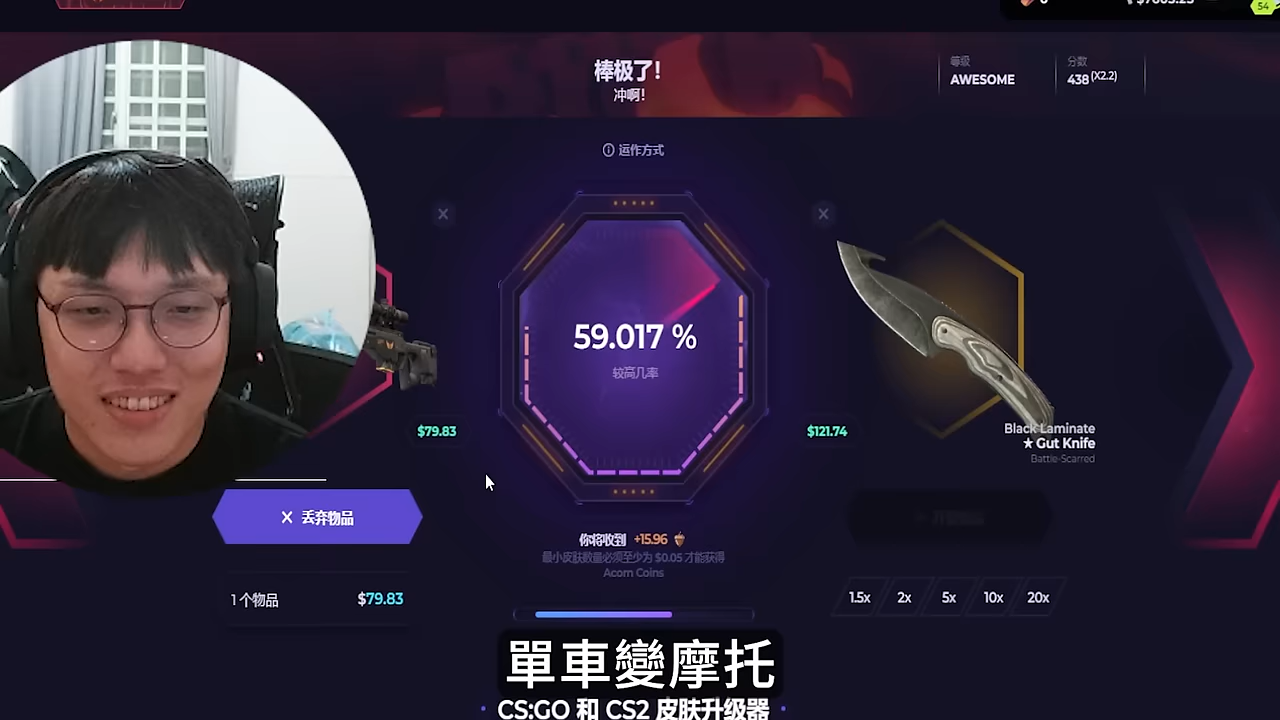 54
棒极了!
冲啊!
等级
AWESOME
分数
438 (X2.2)
运作方式
59.017 %
较高几率
$79.83
$121.74
Black Laminate
★ Gut Knife
Battle-Scarred
丢弃物品
你将收到 +15.96
最小皮肤数量必须至少为 $0.05 才能获得
Acorn Coins
1 个物品
$79.83
1.5x
2x
5x
10x
20x
單車變摩托
CS:GO 和 CS2 皮肤升级器